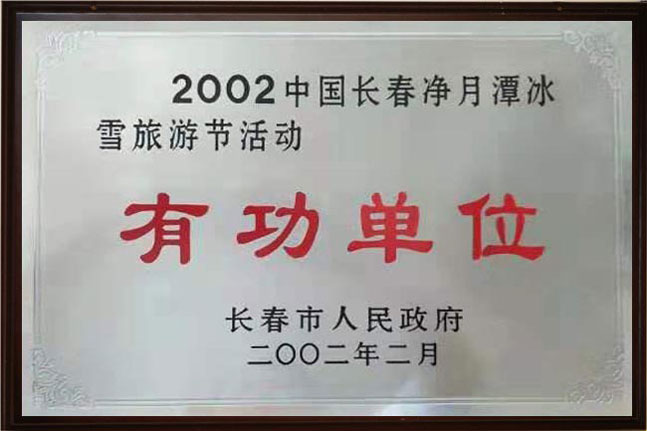 2002中国长春净月潭冰
雪旅游节活动
有功单位
长春市人民政府
二〇〇二年二月